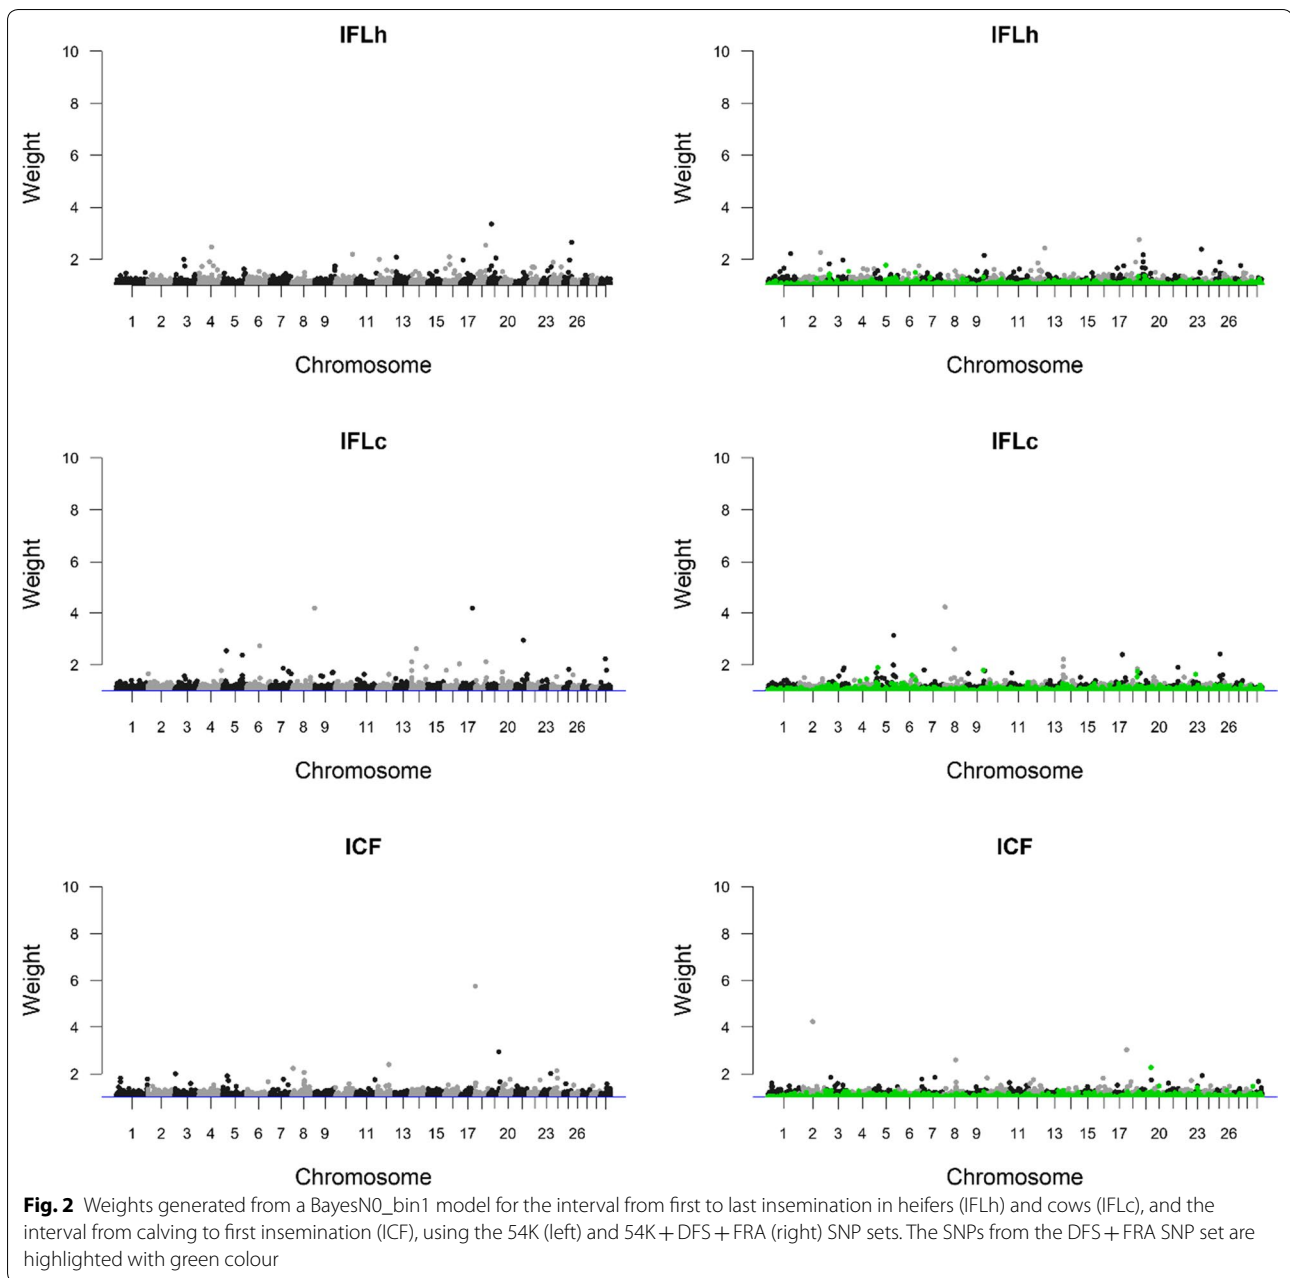 IFLh
10
8
6
4
2
Weight
1 2 3 4 5 6 7 8 9 11 13 15 17 20 23 26
Chromosome
IFLh
10
8
6
4
2
Weight
1 2 3 4 5 6 7 8 9 11 13 15 17 20 23 26
Chromosome
IFLc
10
8
6
4
2
Weight
1 2 3 4 5 6 7 8 9 11 13 15 17 20 23 26
Chromosome
IFLc
10
8
6
4
2
Weight
1 2 3 4 5 6 7 8 9 11 13 15 17 20 23 26
Chromosome
ICF
10
8
6
4
2
Weight
1 2 3 4 5 6 7 8 9 11 13 15 17 20 23 26
Chromosome
ICF
10
8
6
4
2
Weight
1 2 3 4 5 6 7 8 9 11 13 15 17 20 23 26
Chromosome
Fig. 2 Weights generated from a BayesN0_bin1 model for the interval from first to last insemination in heifers (IFLh) and cows (IFLc), and the
interval from calving to first insemination (ICF), using the 54K (left) and 54K + DFS + FRA (right) SNP sets. The SNPs from the DFS + FRA SNP set are
highlighted with green colour